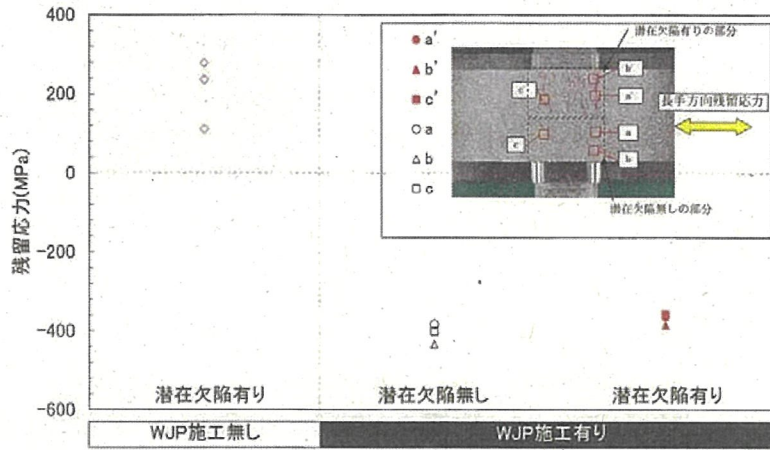 400
200
0
-200
-400
-600
残留応力(MPa)
a'
b'
c'
a
b
c
潜在欠陥有りの部分
b'
a'
c'
長手方向残留応力
a
c
b
潜在欠陥無しの部分
潜在欠陥有り
潜在欠陥無し
潜在欠陥有り
WJP施工無し
WJP施工有り